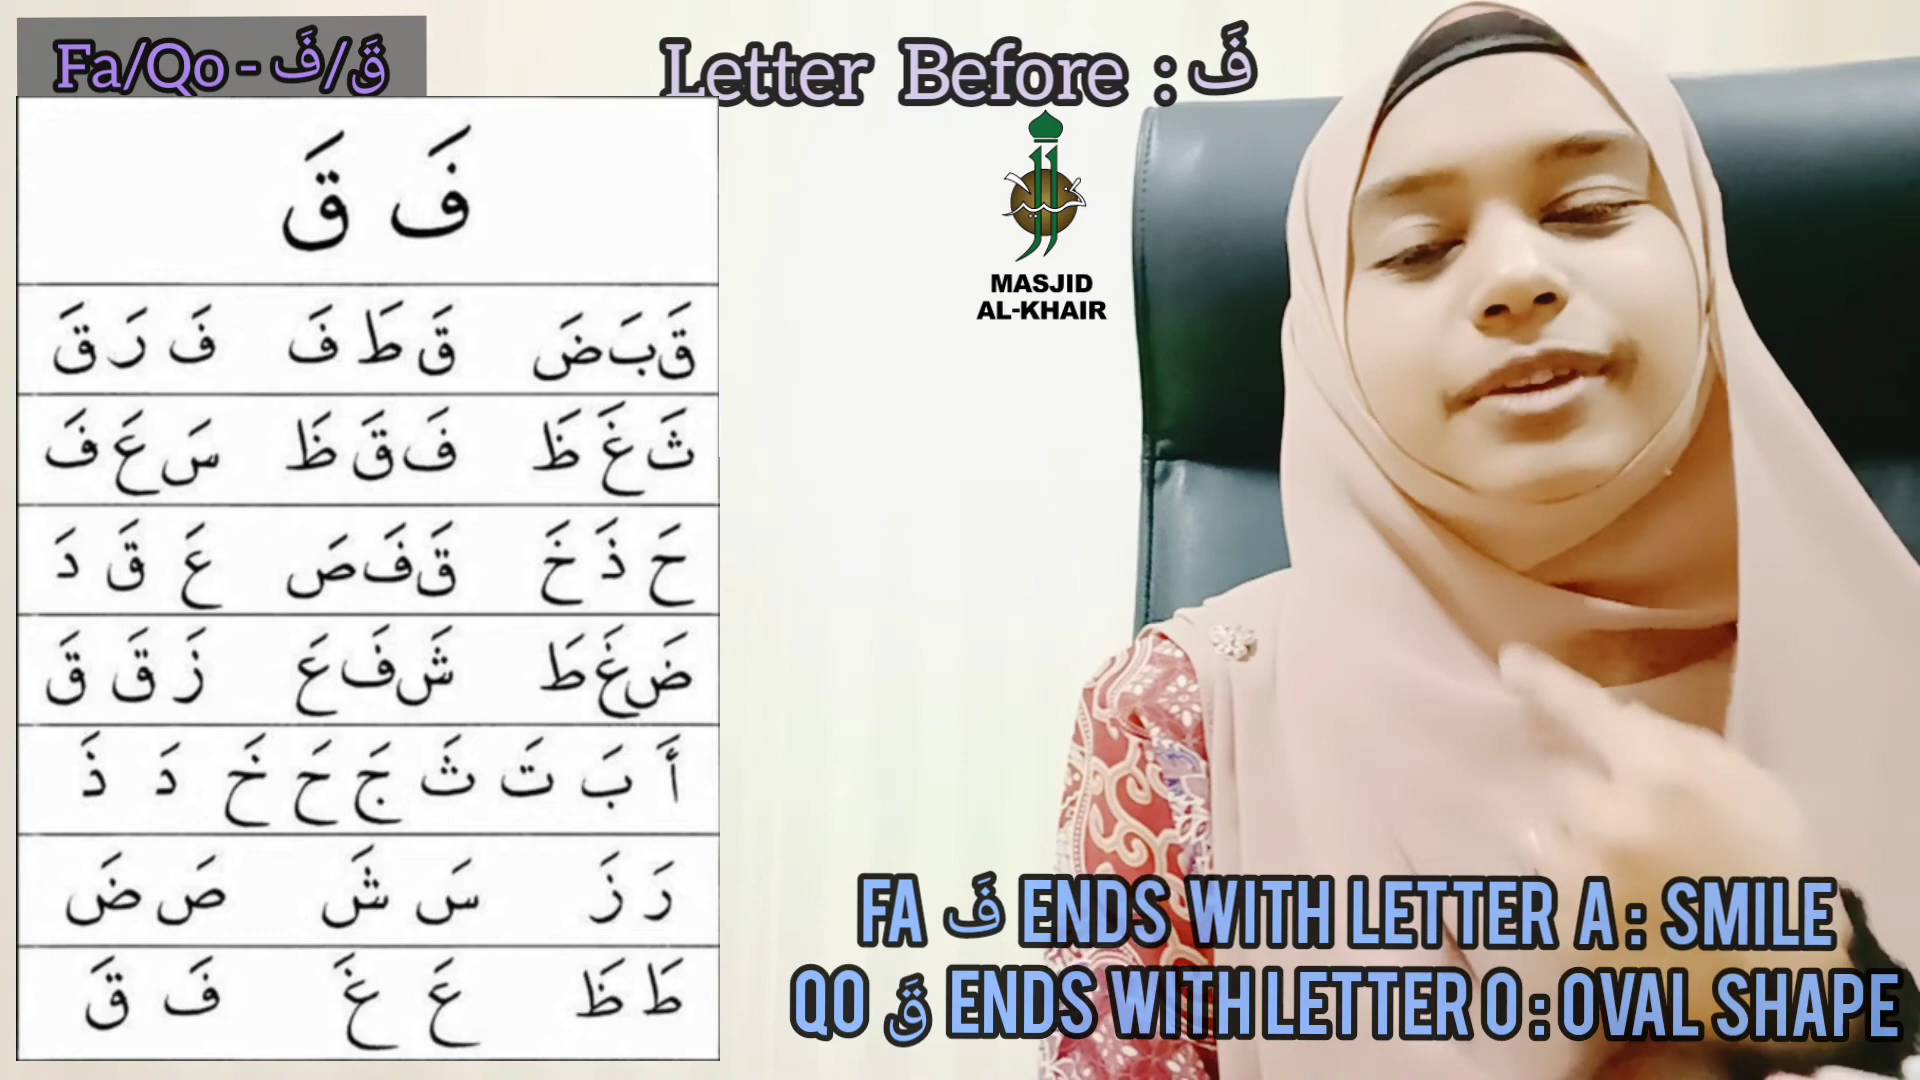 Fa/Qo - فَ/قَ
Letter Before : فَ
فَ قَ
قَبَضَ قَطَفَ فَرَقَ
ثَغَظَ فَقَظَ سَعَفَ
حَذَخَ قَفَصَ عَقَدَ
ضَغَطَ شَفَعَ زَقَقَ
أَ بَ تَ ثَ جَ حَ خَ دَ ذَ
رَ زَ سَ شَ صَ ضَ
طَ ظَ عَ غَ فَ قَ
MASJID
AL-KHAIR
FA فَ ENDS WITH LETTER A : SMILE
QO قَ ENDS WITH LETTER O : OVAL SHAPE